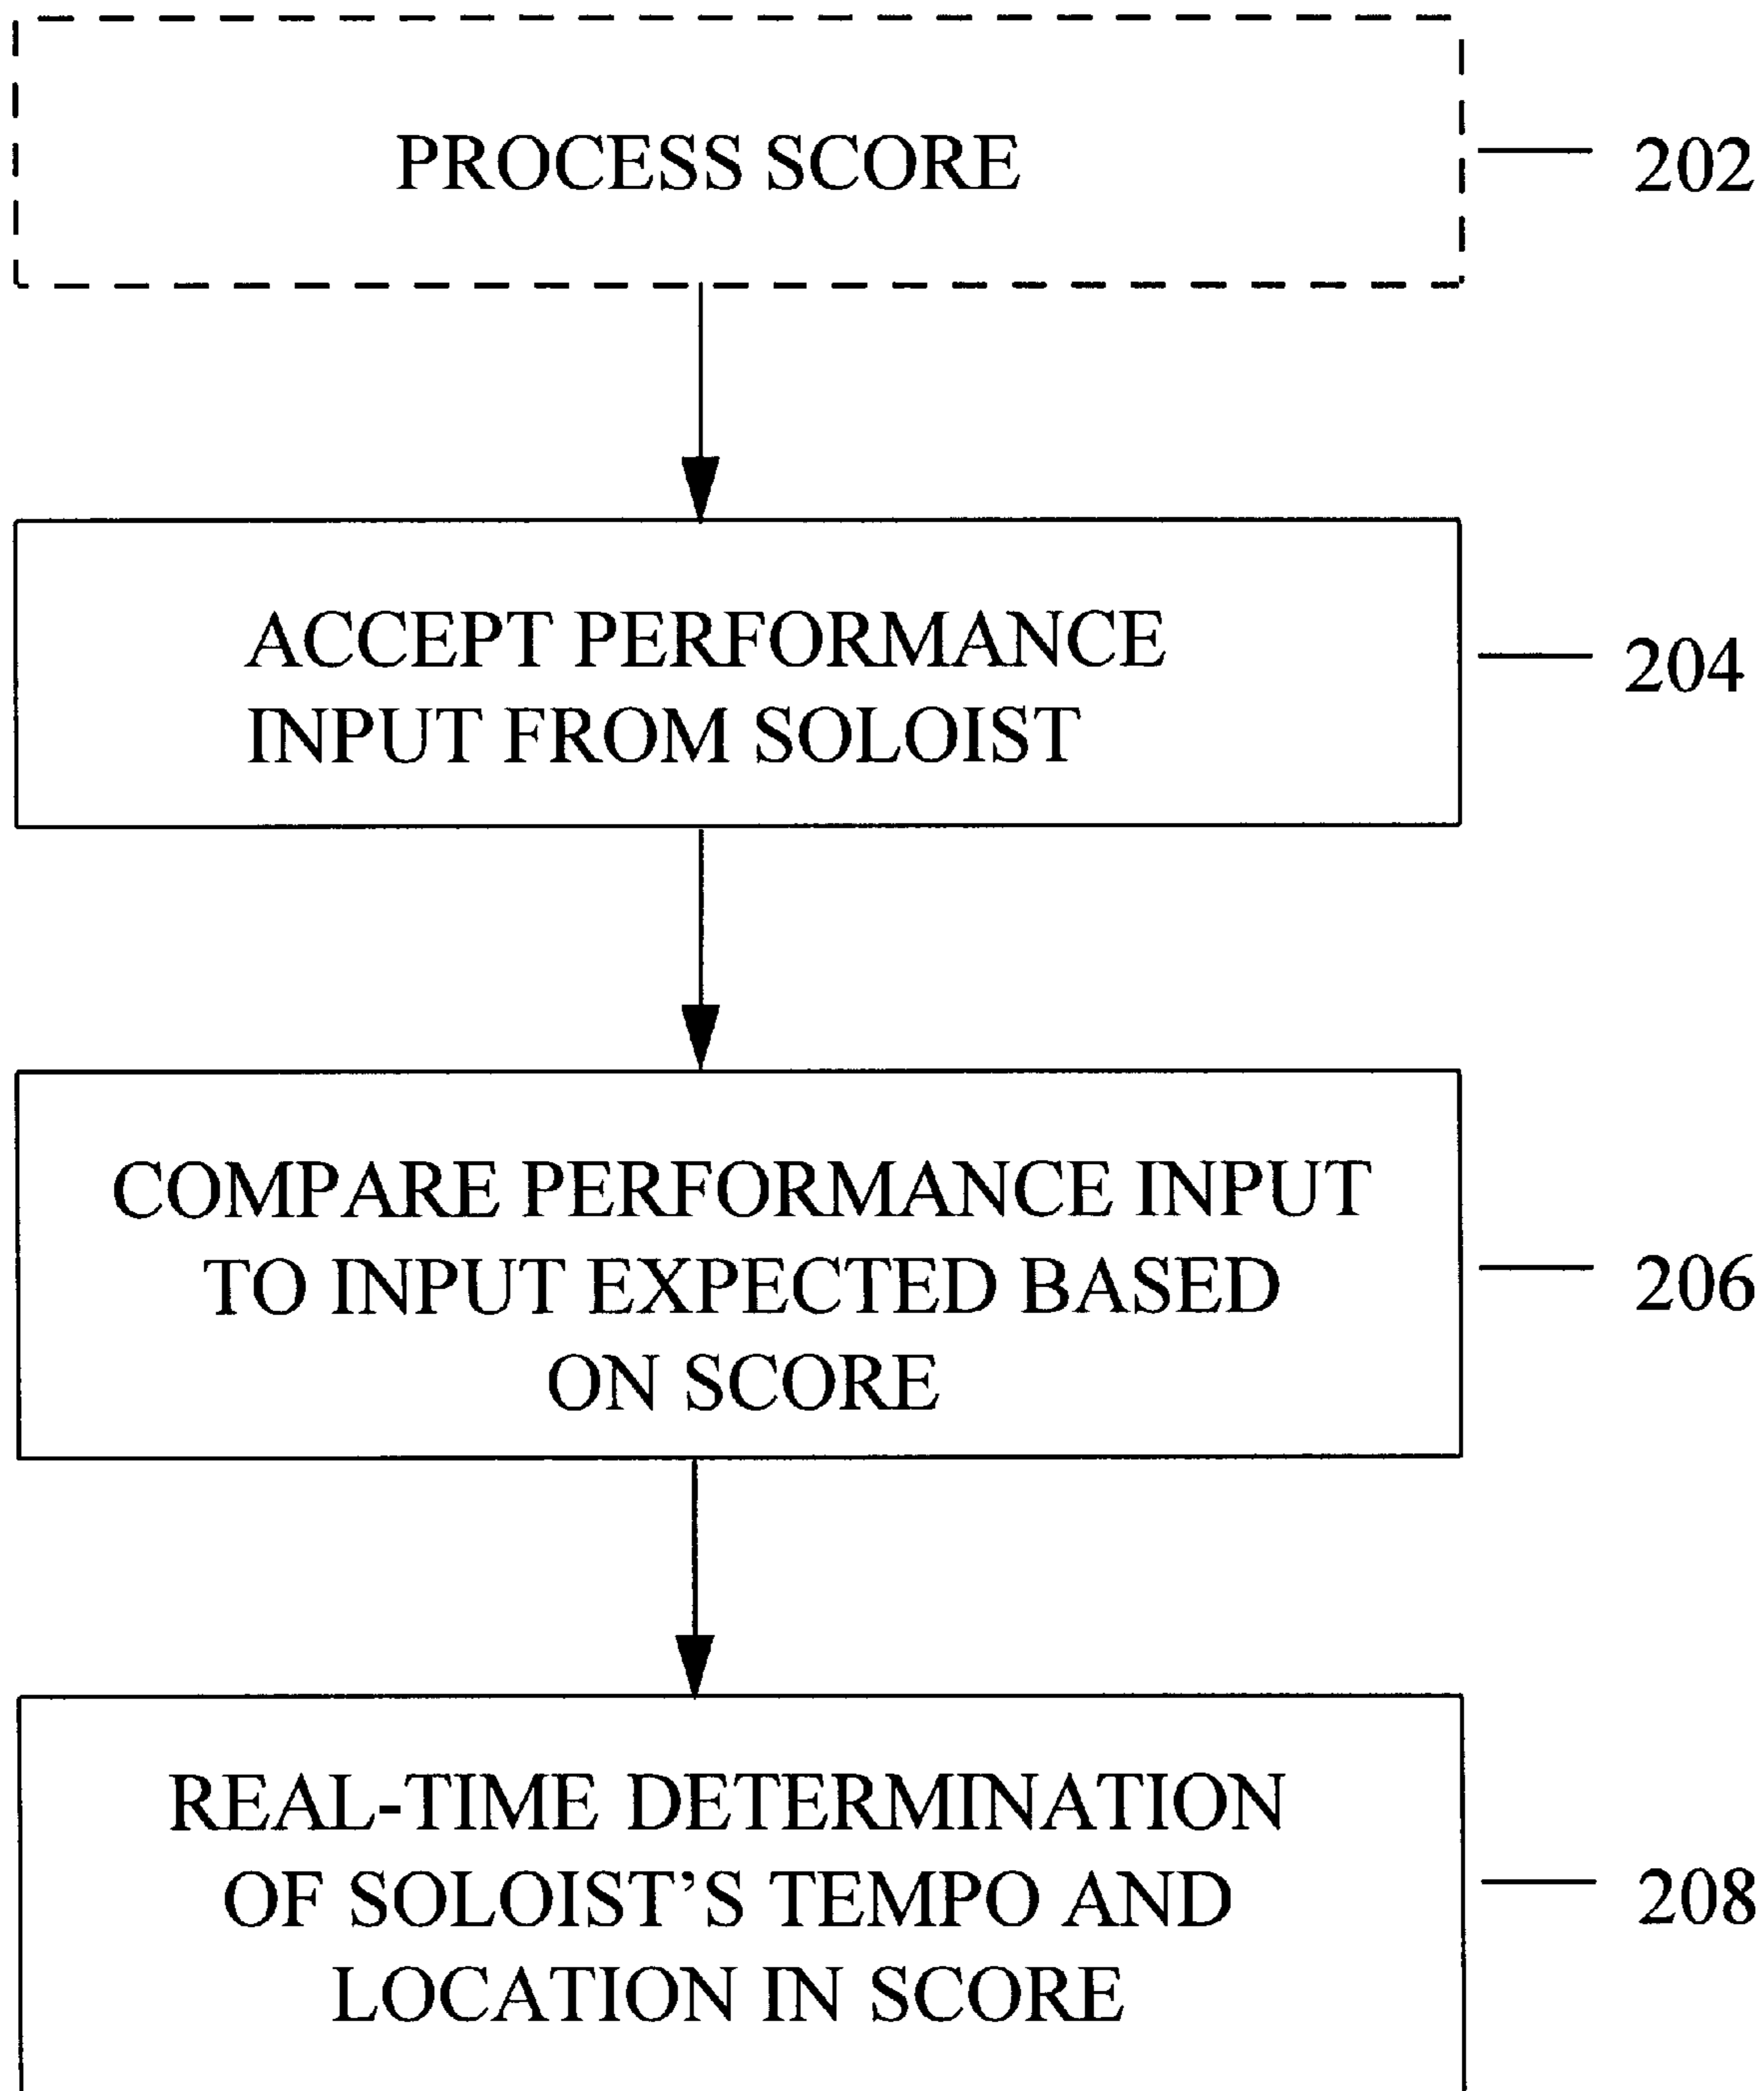 PROCESS SCORE
202
ACCEPT PERFORMANCE
INPUT FROM SOLOIST
204
COMPARE PERFORMANCE INPUT
TO INPUT EXPECTED BASED
ON SCORE
206
REAL-TIME DETERMINATION
OF SOLOIST'S TEMPO AND
LOCATION IN SCORE
208